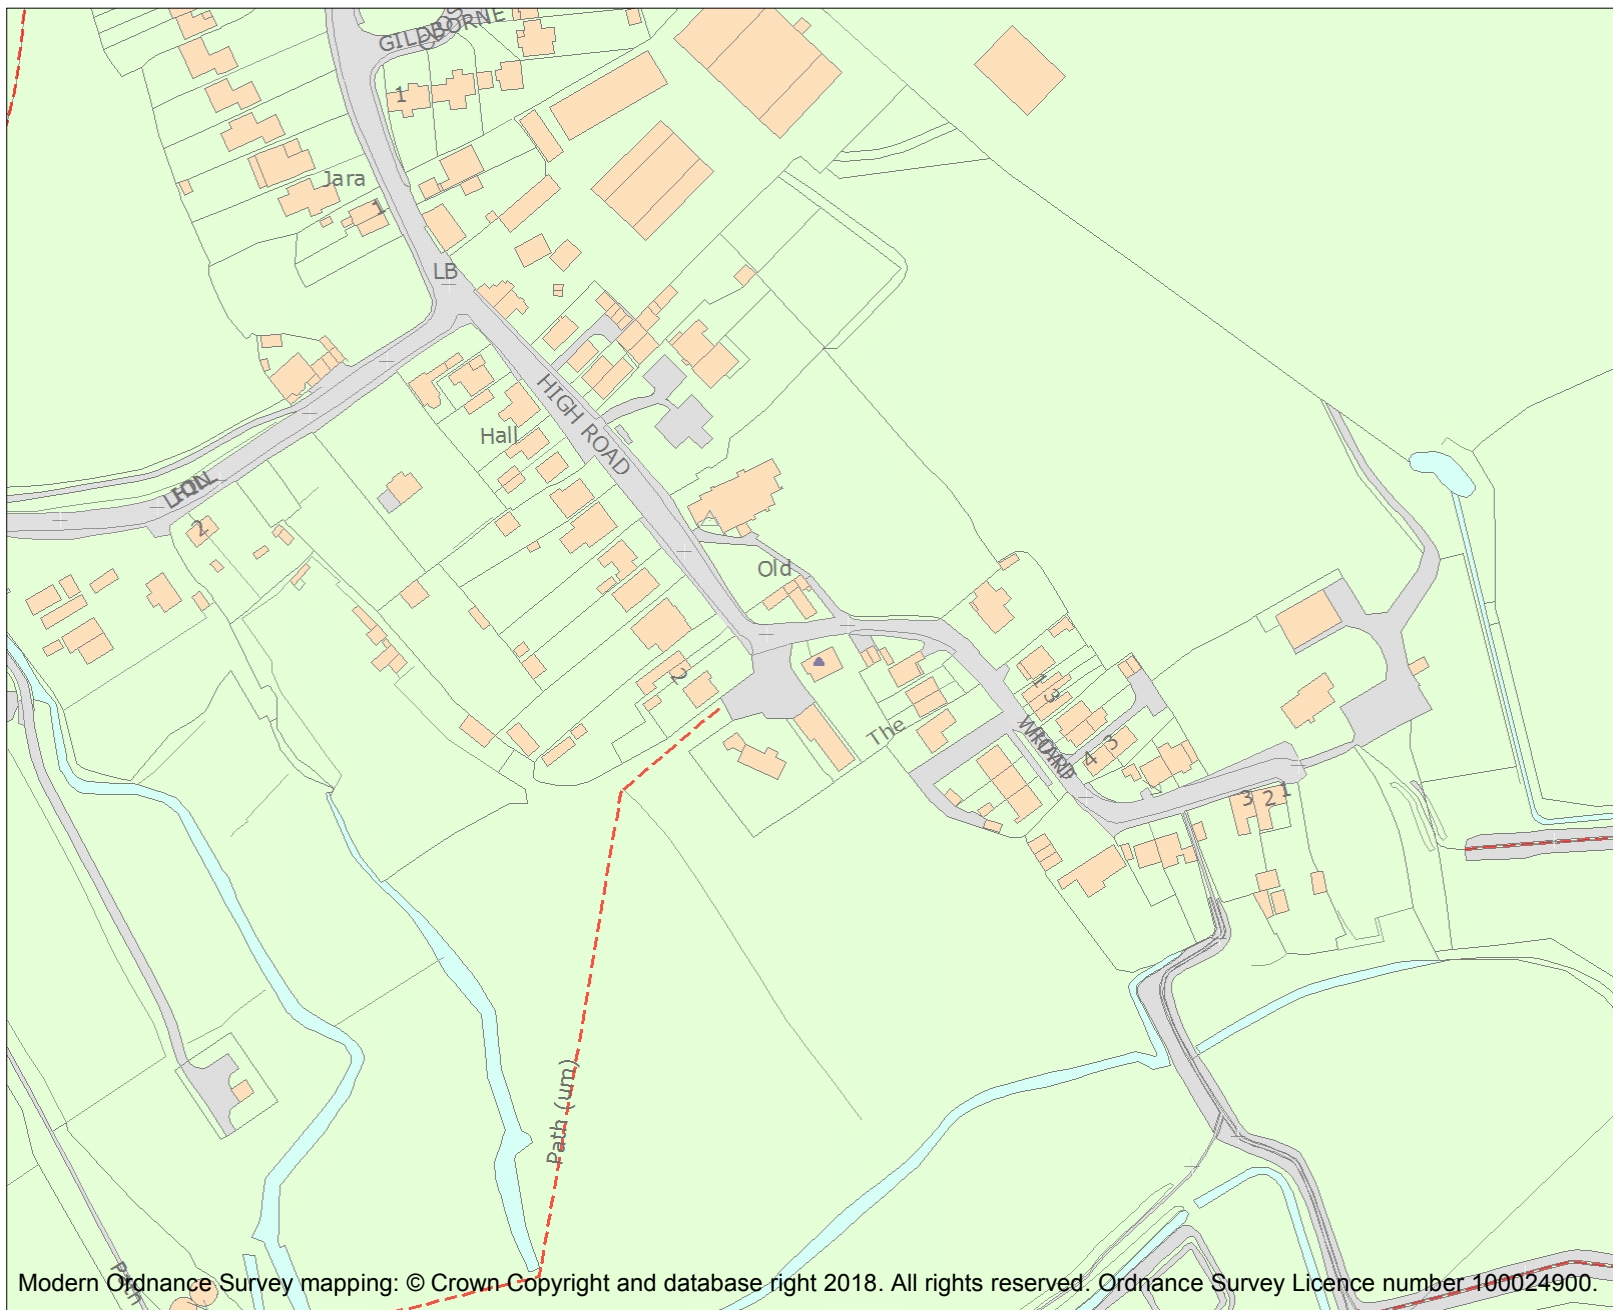 GILDBORNE
1
Jara
1
LB
HIGH ROAD
Hall
2
Old
2
1
3
The
3
4
3
2
1
Path (um)
Path
Modern Ordnance Survey mapping: © Crown Copyright and database right 2018. All rights reserved. Ordnance Survey Licence number 100024900.